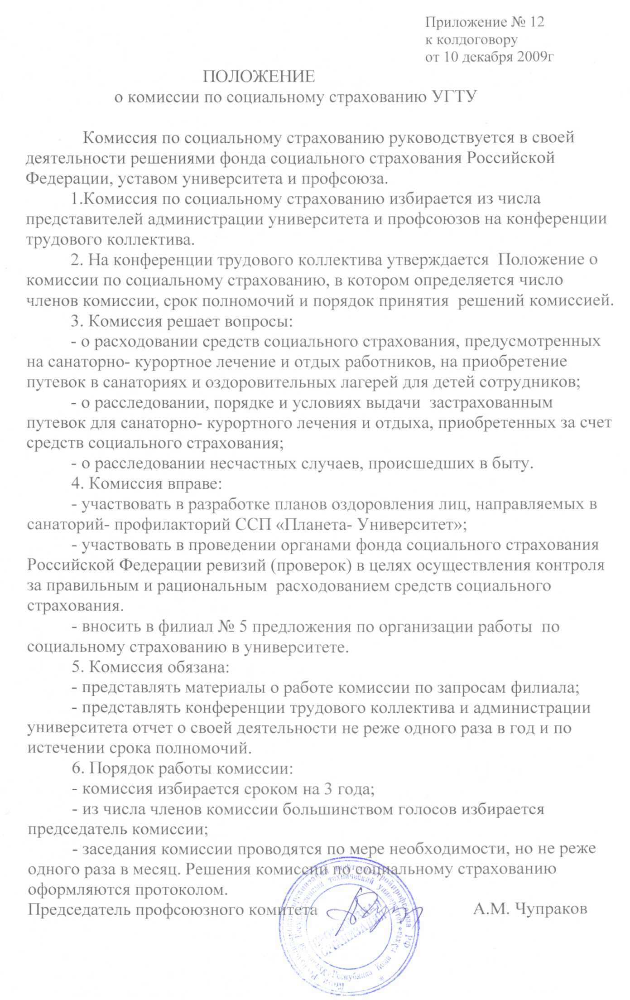 Приложение № 12
к колдоговору
от 10 декабря 2009г
ПОЛОЖЕНИЕ
о комиссии по социальному страхованию УГТУ
Комиссия по социальному страхованию руководствуется в своей
деятельности решениями фонда социального страхования Российской
Федерации, уставом университета и профсоюза.
1.Комиссия по социальному страхованию избирается из числа
представителей администрации университета и профсоюзов на конференции
трудового коллектива.
2. На конференции трудового коллектива утверждается  Положение о
комиссии по социальному страхованию, в котором определяется число
членов комиссии, срок полномочий и порядок принятия  решений комиссией.
3. Комиссия решает вопросы:
- о расходовании средств социального страхования, предусмотренных
на санаторно- курортное лечение и отдых работников, на приобретение
путевок в санаториях и оздоровительных лагерей для детей сотрудников;
- о расследовании, порядке и условиях выдачи  застрахованным
путевок для санаторно- курортного лечения и отдыха, приобретенных за счет
средств социального страхования;
- о расследовании несчастных случаев, происшедших в быту.
4. Комиссия вправе:
- участвовать в разработке планов оздоровления лиц, направляемых в
санаторий- профилакторий ССП «Планета- Университет»;
- участвовать в проведении органами фонда социального страхования
Российской Федерации ревизий (проверок) в целях осуществления контроля
за правильным и рациональным  расходованием средств социального
страхования.
- вносить в филиал № 5 предложения по организации работы  по
социальному страхованию в университете.
5. Комиссия обязана:
- представлять материалы о работе комиссии по запросам филиала;
- представлять конференции трудового коллектива и администрации
университета отчет о своей деятельности не реже одного раза в год и по
истечении срока полномочий.
6. Порядок работы комиссии:
- комиссия избирается сроком на 3 года;
- из числа членов комиссии большинством голосов избирается
председатель комиссии;
- заседания комиссии проводятся по мере необходимости, но не реже
одного раза в месяц. Решения комиссии по социальному страхованию
оформляются протоколом.
Председатель профсоюзного комитета А.М. Чупраков
технический университет
г.Ухта
Республика Коми